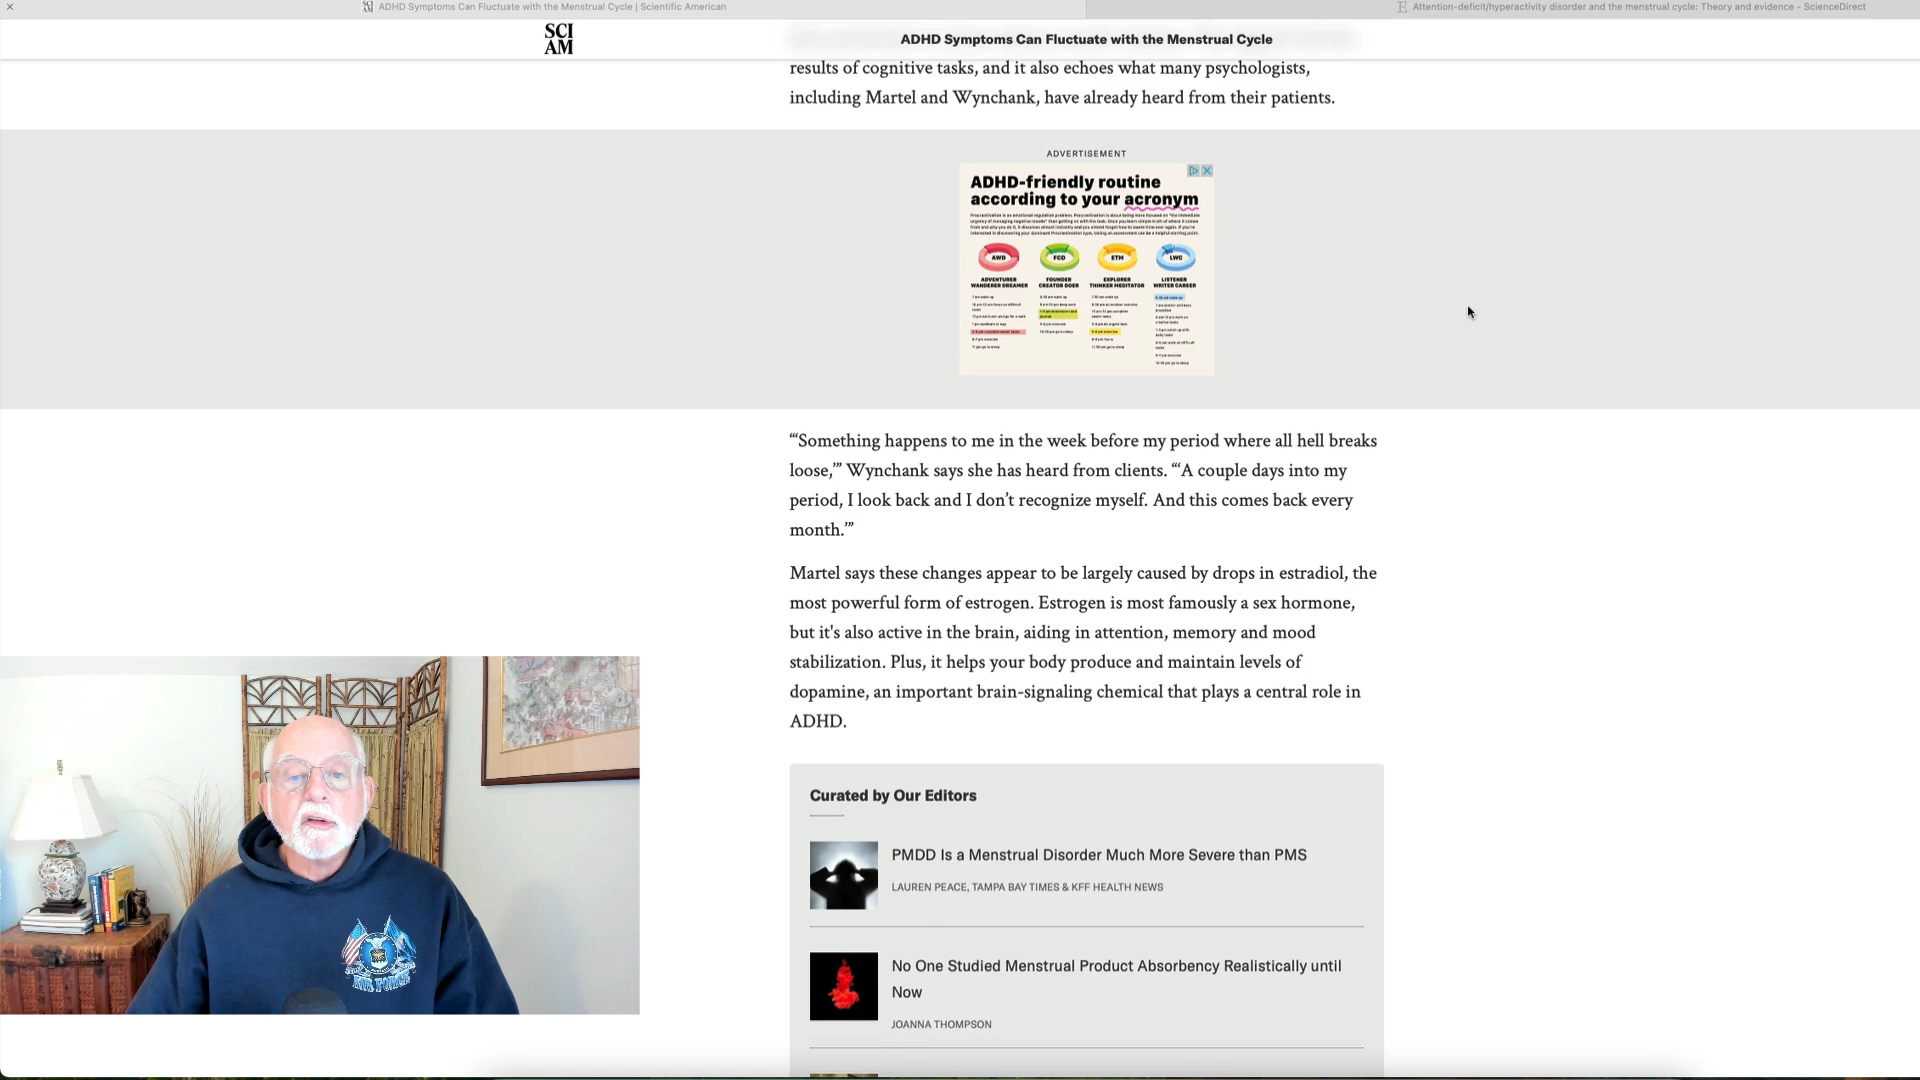 ADHD Symptoms Can Fluctuate with the Menstrual Cycle | Scientific American
Attention-deficit/hyperactivity disorder and the menstrual cycle: Theory and evidence - ScienceDirect
SCI
AM
ADHD Symptoms Can Fluctuate with the Menstrual Cycle
results of cognitive tasks, and it also echoes what many psychologists,
including Martel and Wynchank, have already heard from their patients.
ADVERTISEMENT
ADHD-friendly routine
according to your acronym
AWD
FCD
ETM
LWC
ADVENTURER
WANDERER DREAMER
FOUNDER
CREATOR DOER
EXPLORER
THINKER MEDITATOR
LISTENER
WRITER CAREER
“‘Something happens to me in the week before my period where all hell breaks
loose,’” Wynchank says she has heard from clients. “‘A couple days into my
period, I look back and I don’t recognize myself. And this comes back every
month.’”
Martel says these changes appear to be largely caused by drops in estradiol, the
most powerful form of estrogen. Estrogen is most famously a sex hormone,
but it's also active in the brain, aiding in attention, memory and mood
stabilization. Plus, it helps your body produce and maintain levels of
dopamine, an important brain-signaling chemical that plays a central role in
ADHD.
Curated by Our Editors
PMDD Is a Menstrual Disorder Much More Severe than PMS
LAUREN PEACE, TAMPA BAY TIMES & KFF HEALTH NEWS
No One Studied Menstrual Product Absorbency Realistically until
Now
JOANNA THOMPSON
AIR FORCE